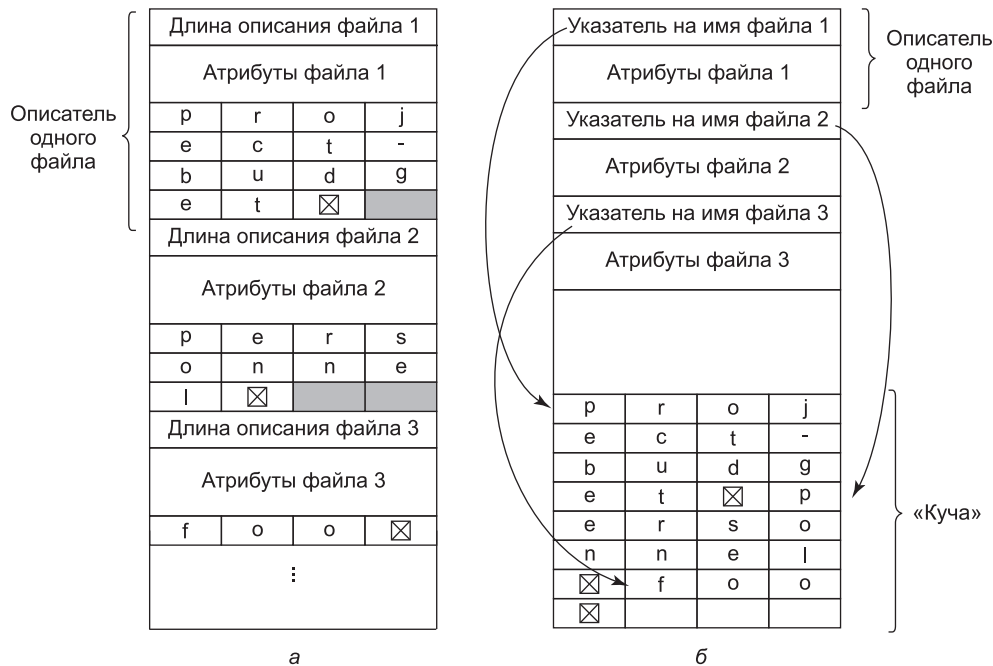 Длина описания файла 1
Атрибуты файла 1
Описатель
одного
файла
p r o j
e c t -
b u d g
e t ☒
Длина описания файла 2
Атрибуты файла 2
p e r s
o n n e
l ☒
Длина описания файла 3
Атрибуты файла 3
f o o ☒
⋮
а
Указатель на имя файла 1
Атрибуты файла 1
Описатель
одного
файла
Указатель на имя файла 2
Атрибуты файла 2
Указатель на имя файла 3
Атрибуты файла 3
p r o j
e c t -
b u d g
e t ☒ p
e r s o
n n e l
☒ f o o
☒
«Куча»
б